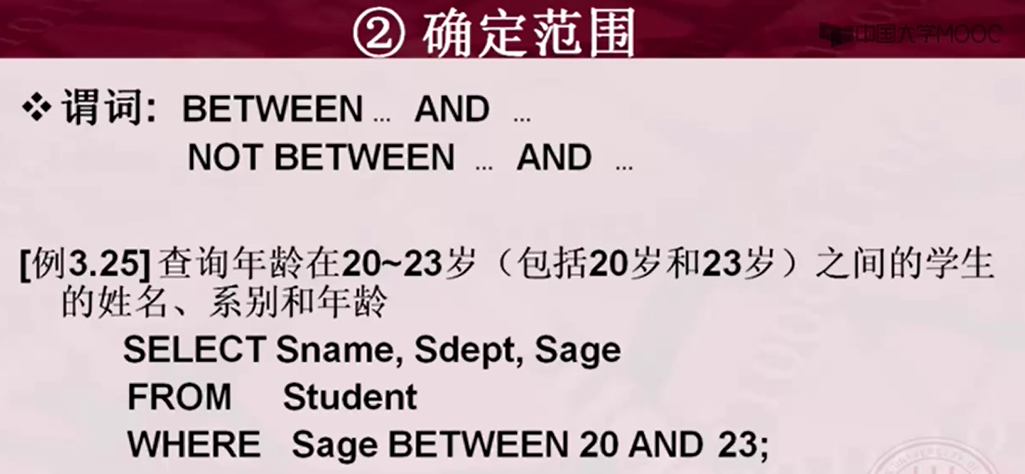 ② 确定范围
中国大学MOOC
❖ 谓词: BETWEEN … AND …
NOT BETWEEN … AND …
[例3.25] 查询年龄在20~23岁（包括20岁和23岁）之间的学生
的姓名、系别和年龄
SELECT Sname, Sdept, Sage
FROM Student
WHERE Sage BETWEEN 20 AND 23;